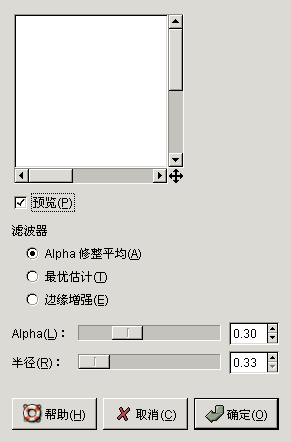 预览(P)
滤波器
Alpha 修整平均(A)
最优估计(T)
边缘增强(E)
Alpha(L)： 0.30
半径(R)： 0.33
帮助(H) 取消(C) 确定(O)